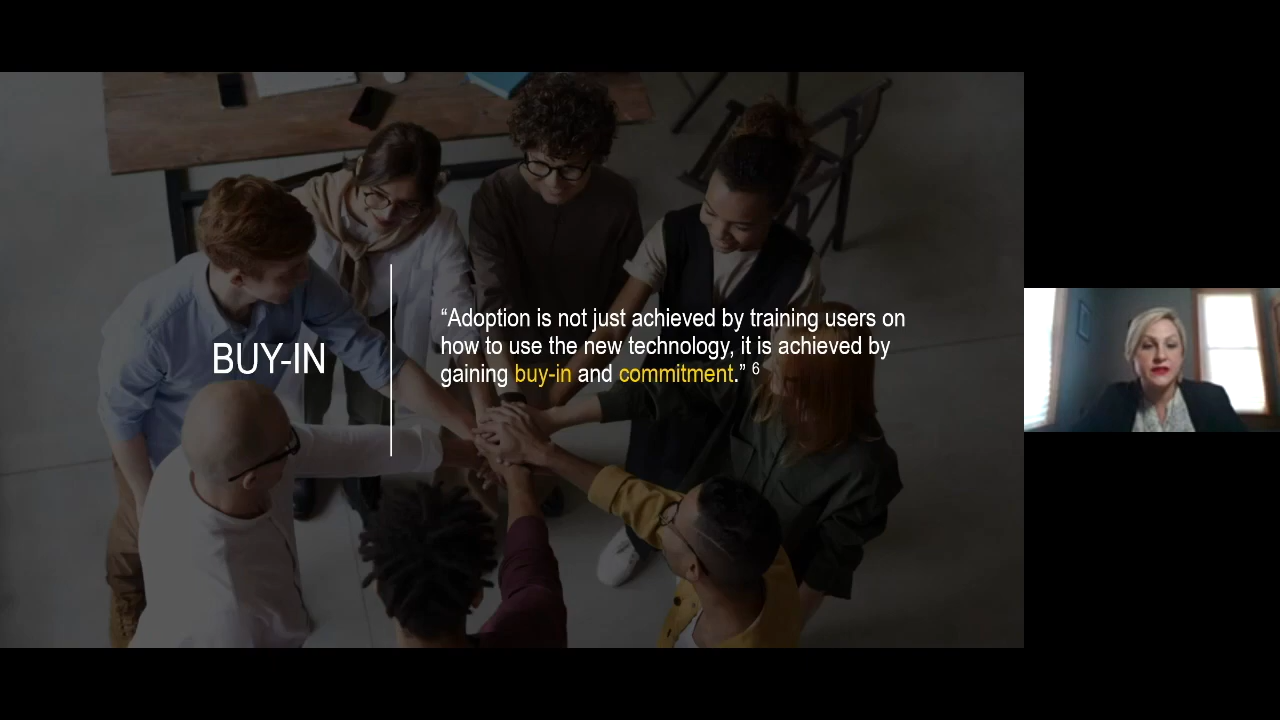 BUY-IN
“Adoption is not just achieved by training users on
how to use the new technology, it is achieved by
gaining buy-in and commitment.” 6